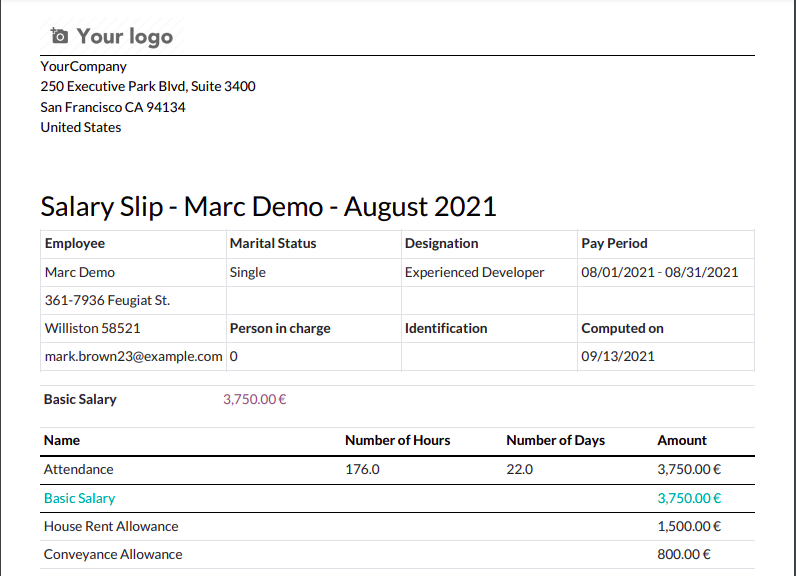 Your logo
YourCompany
250 Executive Park Blvd, Suite 3400
San Francisco CA 94134
United States
Salary Slip - Marc Demo - August 2021
Employee Marital Status Designation Pay Period
Marc Demo Single Experienced Developer 08/01/2021 - 08/31/2021
361-7936 Feugiat St.
Williston 58521 Person in charge Identification Computed on
mark.brown23@example.com 0 09/13/2021
Basic Salary 3,750.00 €
Name Number of Hours Number of Days Amount
Attendance 176.0 22.0 3,750.00 €
Basic Salary 3,750.00 €
House Rent Allowance 1,500.00 €
Conveyance Allowance 800.00 €